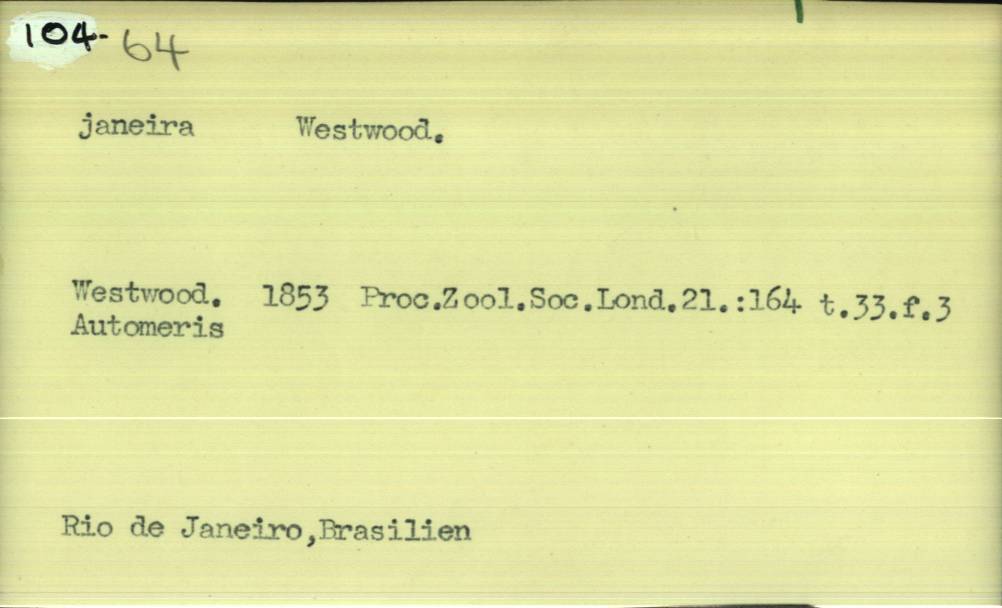 104-64
janeira Westwood.
Westwood. 1853 Proc.Zool.Soc.Lond.21.:164 t.33.f.3
Automeris
Rio de Janeiro,Brasilien